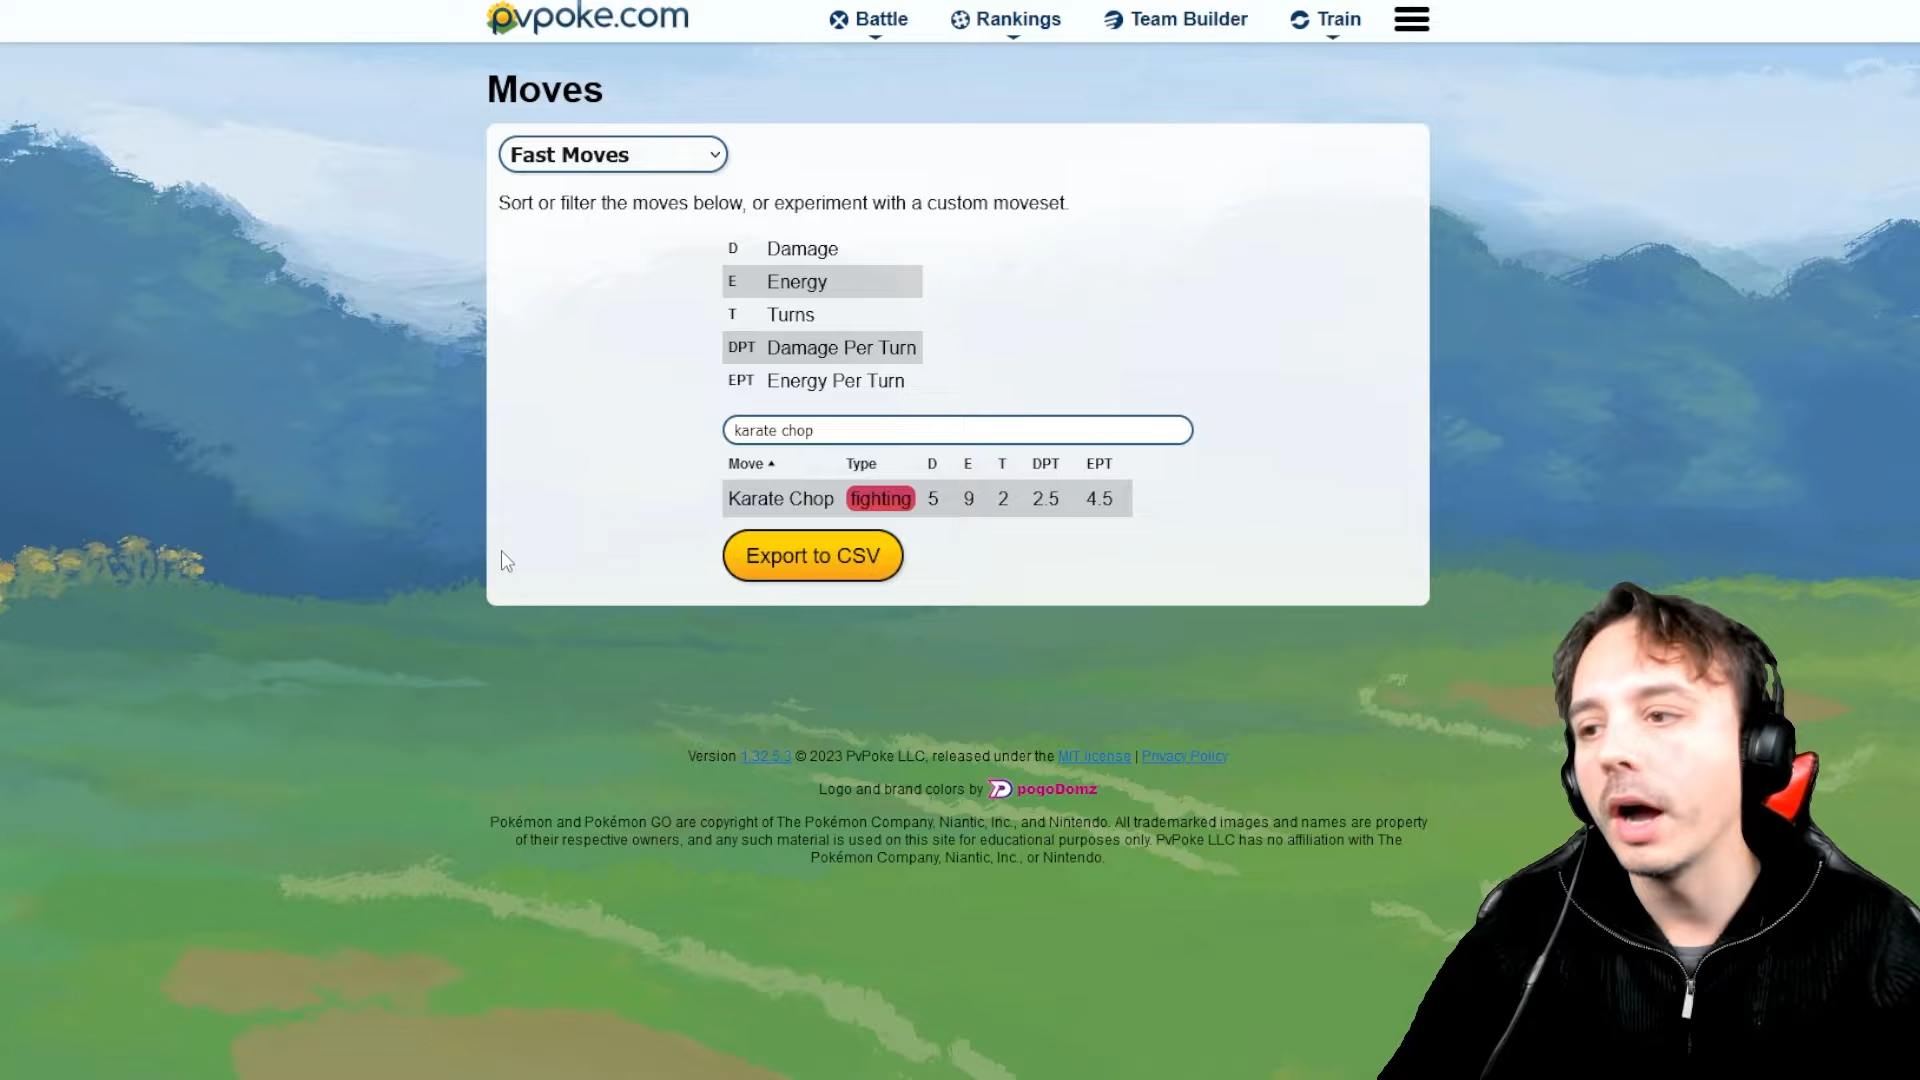 pvpoke.com
Battle
Rankings
Team Builder
Train
Moves
Fast Moves
Sort or filter the moves below, or experiment with a custom moveset.
D Damage
E Energy
T Turns
DPT Damage Per Turn
EPT Energy Per Turn
karate chop
Move Type D E T DPT EPT
Karate Chop fighting 5 9 2 2.5 4.5
Export to CSV
Version 1.32.5.3 © 2023 PvPoke LLC, released under the MIT license | Privacy Policy
Logo and brand colors by pogoDomz
Pokémon and Pokémon GO are copyright of The Pokémon Company, Niantic, Inc., and Nintendo. All trademarked images and names are property
of their respective owners, and any such material is used on this site for educational purposes only. PvPoke LLC has no affiliation with The
Pokémon Company, Niantic, Inc., or Nintendo.